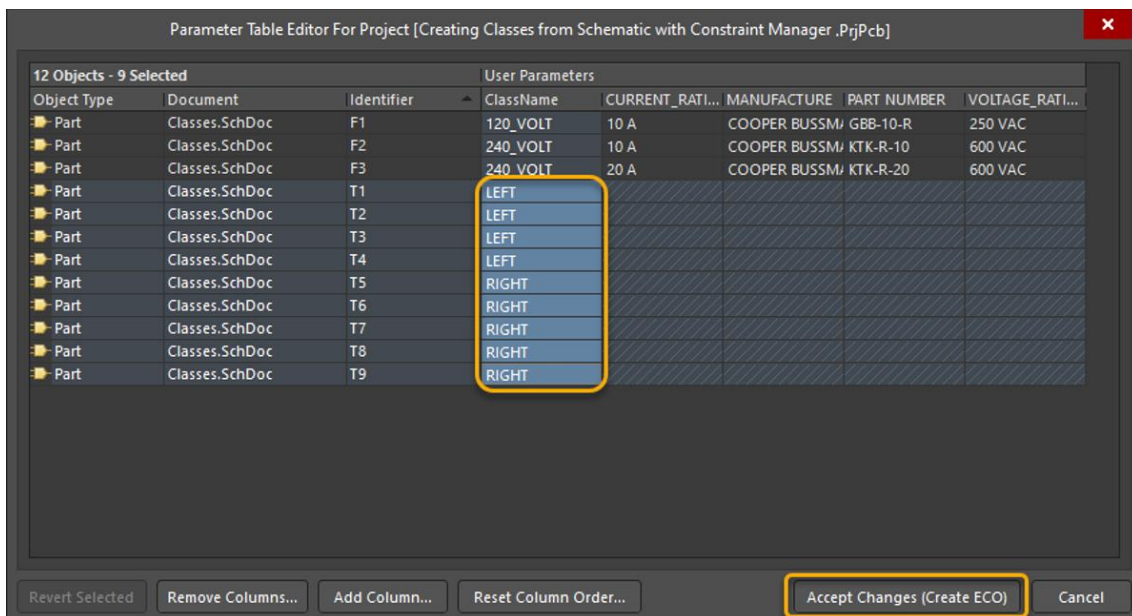 Parameter Table Editor For Project [Creating Classes from Schematic with Constraint Manager .PrjPcb]
12 Objects - 9 Selected User Parameters
Object Type Document Identifier ClassName CURRENT_RATI... MANUFACTURE PART NUMBER VOLTAGE_RATI...
Part Classes.SchDoc F1 120_VOLT 10 A COOPER BUSSM GBB-10-R 250 VAC
Part Classes.SchDoc F2 240_VOLT 10 A COOPER BUSSM KTK-R-10 600 VAC
Part Classes.SchDoc F3 240_VOLT 20 A COOPER BUSSM KTK-R-20 600 VAC
Part Classes.SchDoc T1 LEFT
Part Classes.SchDoc T2 LEFT
Part Classes.SchDoc T3 LEFT
Part Classes.SchDoc T4 LEFT
Part Classes.SchDoc T5 RIGHT
Part Classes.SchDoc T6 RIGHT
Part Classes.SchDoc T7 RIGHT
Part Classes.SchDoc T8 RIGHT
Part Classes.SchDoc T9 RIGHT
Revert Selected Remove Columns... Add Column... Reset Column Order... Accept Changes (Create ECO) Cancel